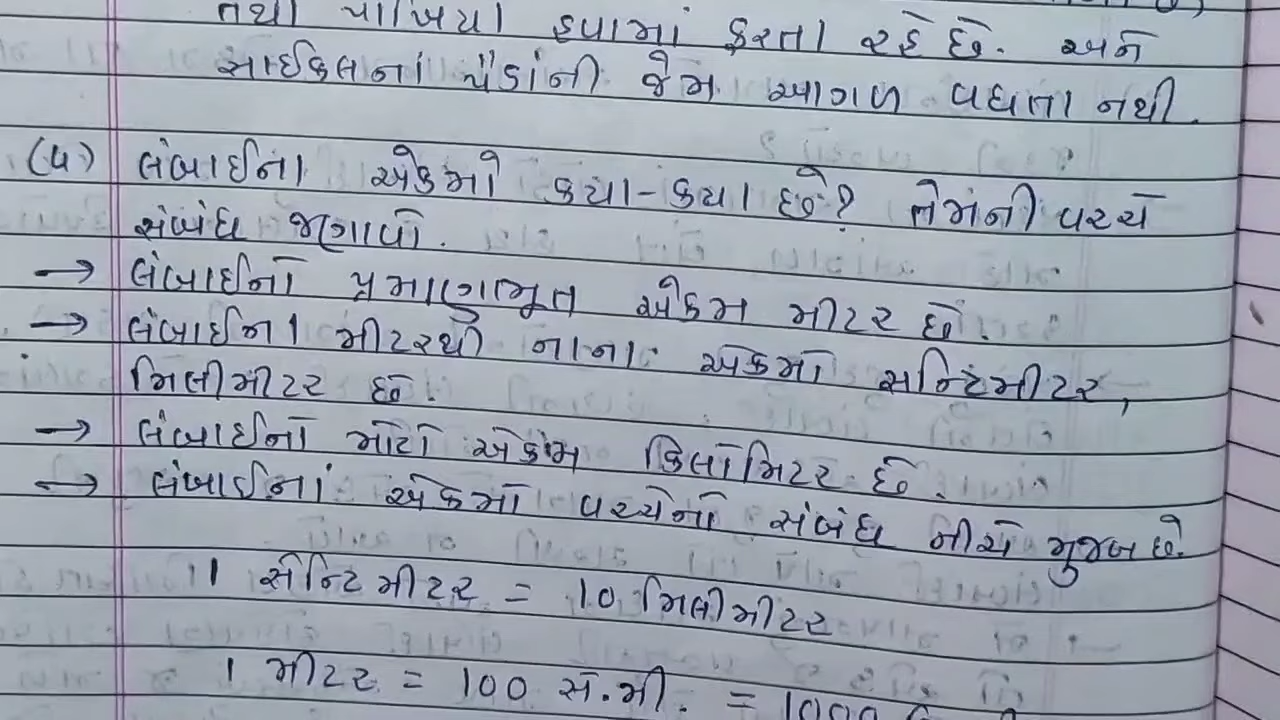 તથા પાંખિયા હવામાં ફરતા રહે છે. અને
સાઈકલનાં પૈડાંની જેમ આગળ વધતા નથી.
(૫) લંબાઈના એકમો કયા-કયા છે? તેમની વચ્ચે
સંબંધ જણાવો.
→ લંબાઈનો પ્રમાણભૂત એકમ મીટર છે.
→ લંબાઈના મીટરથી નાના એકમો સેન્ટિમીટર,
મિલીમીટર છે.
→ લંબાઈનો મોટો એકમ કિલોમિટર છે.
→ લંબાઈનાં એકમો વચ્ચેનો સંબંધ નીચે મુજબ છે.
1 સેન્ટિમીટર = 10 મિલીમીટર
1 મીટર = 100 સે.મી. = 1000